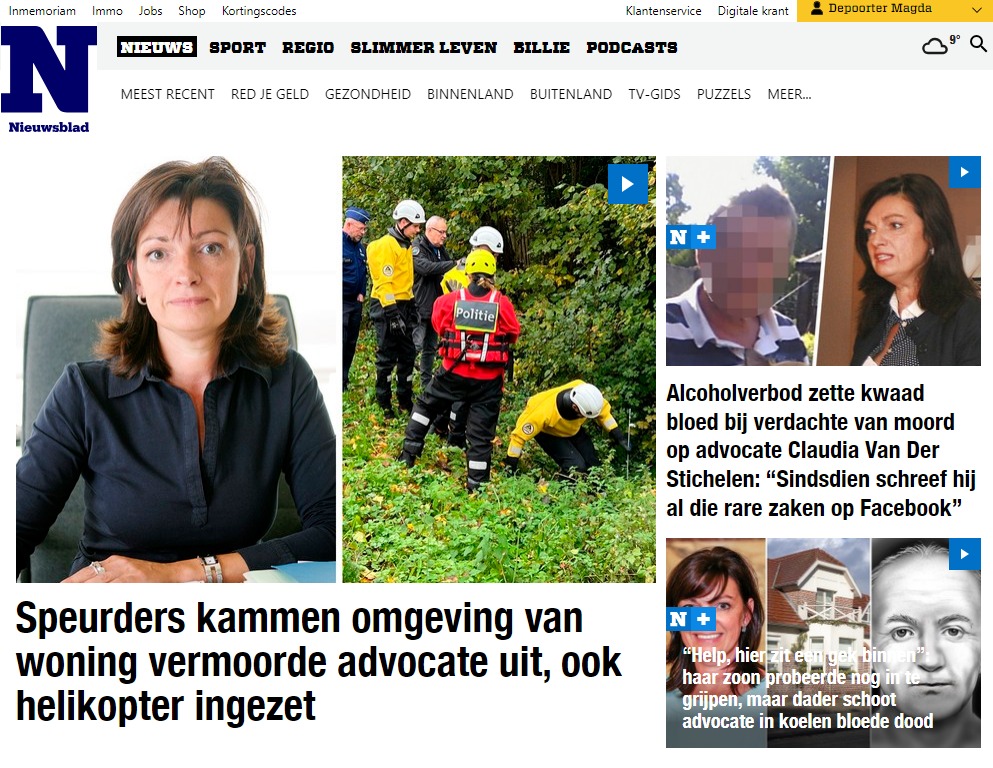 Inmemoriam Immo Jobs Shop Kortingscodes Klantenservice Digitale krant Depoorter Magda
N
NIEUWS SPORT REGIO SLIMMER LEVEN BILLIE PODCASTS 9°
MEEST RECENT RED JE GELD GEZONDHEID BINNENLAND BUITENLAND TV-GIDS PUZZELS MEER...
Nieuwsblad
Politie
N +
Alcoholverbod zette kwaad
bloed bij verdachte van moord
op advocate Claudia Van Der
Stichelen: “Sindsdien schreef hij
al die rare zaken op Facebook”
Speurders kammen omgeving van
woning vermoorde advocate uit, ook
helikopter ingezet
N +
“Help, hier zit een gek binnen”:
haar zoon probeerde nog in te
grijpen, maar dader schoot
advocate in koelen bloede dood